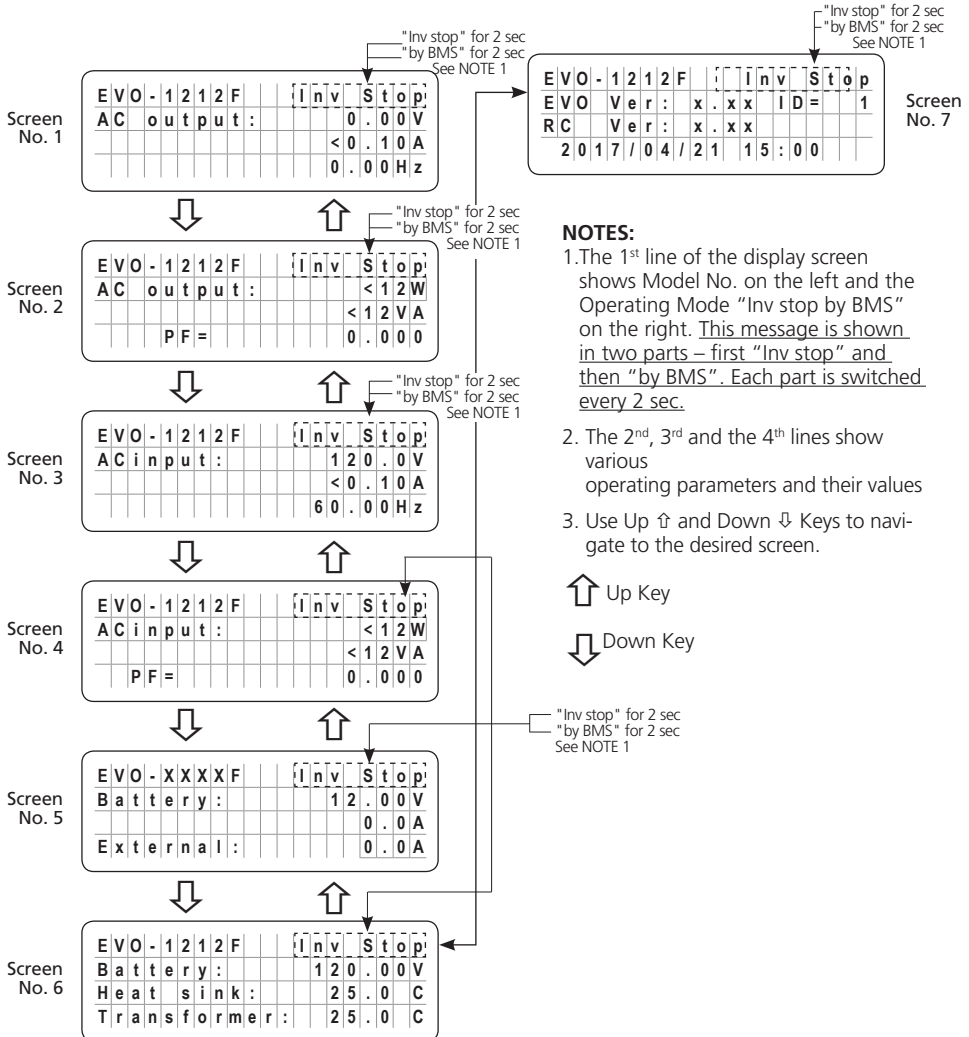 "Inv stop" for 2 sec
"by BMS" for 2 sec
See NOTE 1
Screen
No. 1
EVO-1212F Inv Stop
AC output: 0.00V
<0.10A
0.00Hz
"Inv stop" for 2 sec
"by BMS" for 2 sec
See NOTE 1
Screen
No. 2
EVO-1212F Inv Stop
AC output: <12W
<12VA
PF= 0.000
"Inv stop" for 2 sec
"by BMS" for 2 sec
See NOTE 1
Screen
No. 3
EVO-1212F Inv Stop
ACinput: 120.0V
<0.10A
60.00Hz
Screen
No. 4
EVO-1212F Inv Stop
ACinput: <12W
<12VA
PF= 0.000
"Inv stop" for 2 sec
"by BMS" for 2 sec
See NOTE 1
Screen
No. 5
EVO-XXXXF Inv Stop
Battery: 12.00V
0.0A
External: 0.0A
Screen
No. 6
EVO-1212F Inv Stop
Battery: 120.00V
Heat sink: 25.0 C
Transformer: 25.0 C
"Inv stop" for 2 sec
"by BMS" for 2 sec
See NOTE 1
EVO-1212F Inv Stop
EVO Ver: x.xx ID= 1
RC Ver: x.xx
2017/04/21 15:00
Screen
No. 7
NOTES:
1.The 1st line of the display screen
shows Model No. on the left and the
Operating Mode “Inv stop by BMS”
on the right. This message is shown
in two parts – first “Inv stop” and
then “by BMS”. Each part is switched
every 2 sec.
2. The 2nd, 3rd and the 4th lines show
various
operating parameters and their values
3. Use Up ⇧ and Down ⇩ Keys to navi-
gate to the desired screen.
Up Key
Down Key